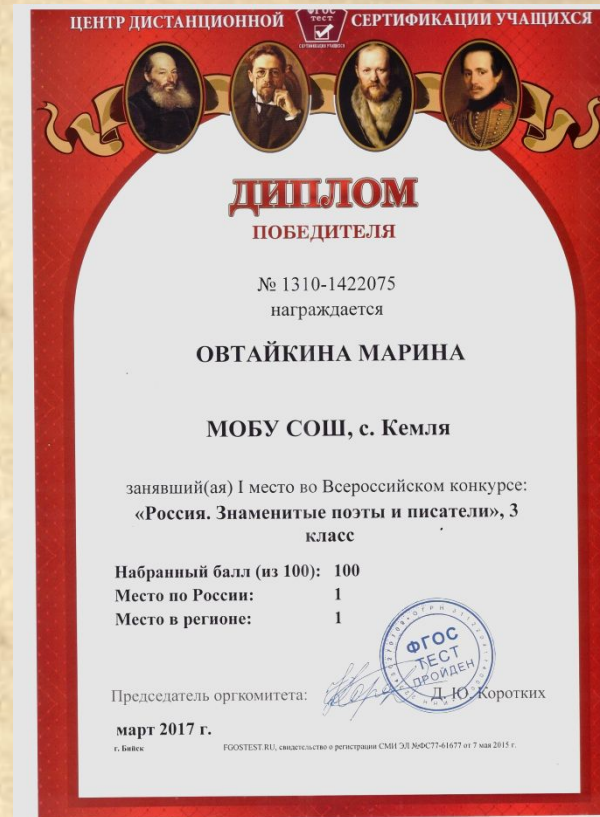 ЦЕНТР ДИСТАНЦИОННОЙ СЕРТИФИКАЦИИ УЧАЩИХСЯ
ФГОС
ТЕСТ
СЕРТИФИКАЦИЯ УЧАЩИХСЯ
ДИПЛОМ
ПОБЕДИТЕЛЯ
№ 1310-1422075
награждается
ОВТАЙКИНА МАРИНА
МОБУ СОШ, с. Кемля
занявший(ая) I место во Всероссийском конкурсе:
«Россия. Знаменитые поэты и писатели», 3
класс
Набранный балл (из 100): 100
Место по России: 1
Место в регионе: 1
ФГОС
ТЕСТ
ПРОЙДЕН
Председатель оргкомитета: Д. Ю. Коротких
март 2017 г.
г. Бийск FGOSTEST.RU, свидетельство о регистрации СМИ ЭЛ №ФС77-61677 от 7 мая 2015 г.